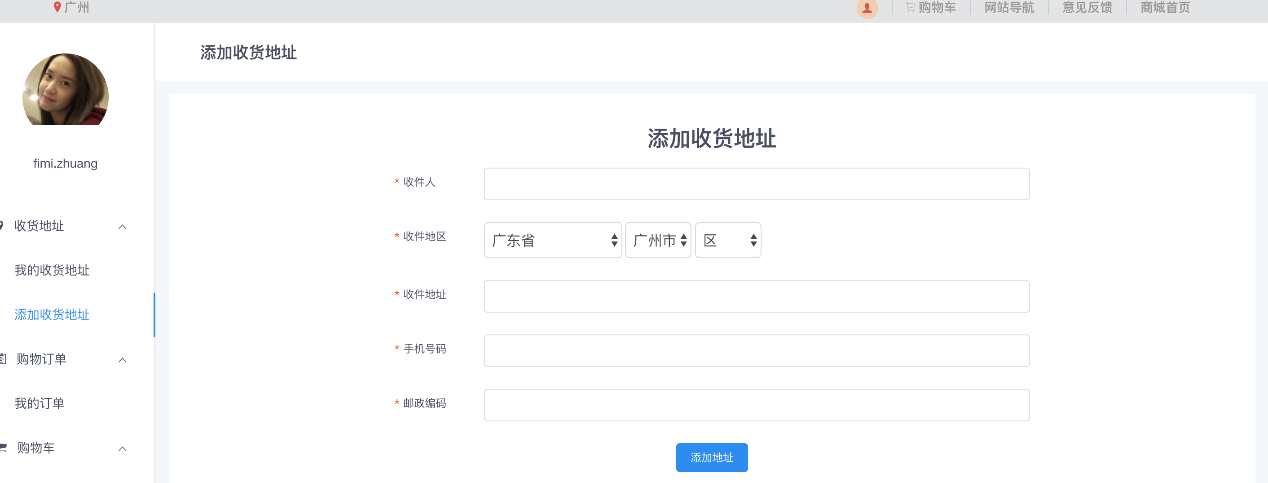 广州
购物车 网站导航 意见反馈 商城首页
添加收货地址
fimi.zhuang
收货地址
我的收货地址
添加收货地址
购物订单
我的订单
购物车
添加收货地址
* 收件人
* 收件地区 广东省 广州市 区
* 收件地址
* 手机号码
* 邮政编码
添加地址